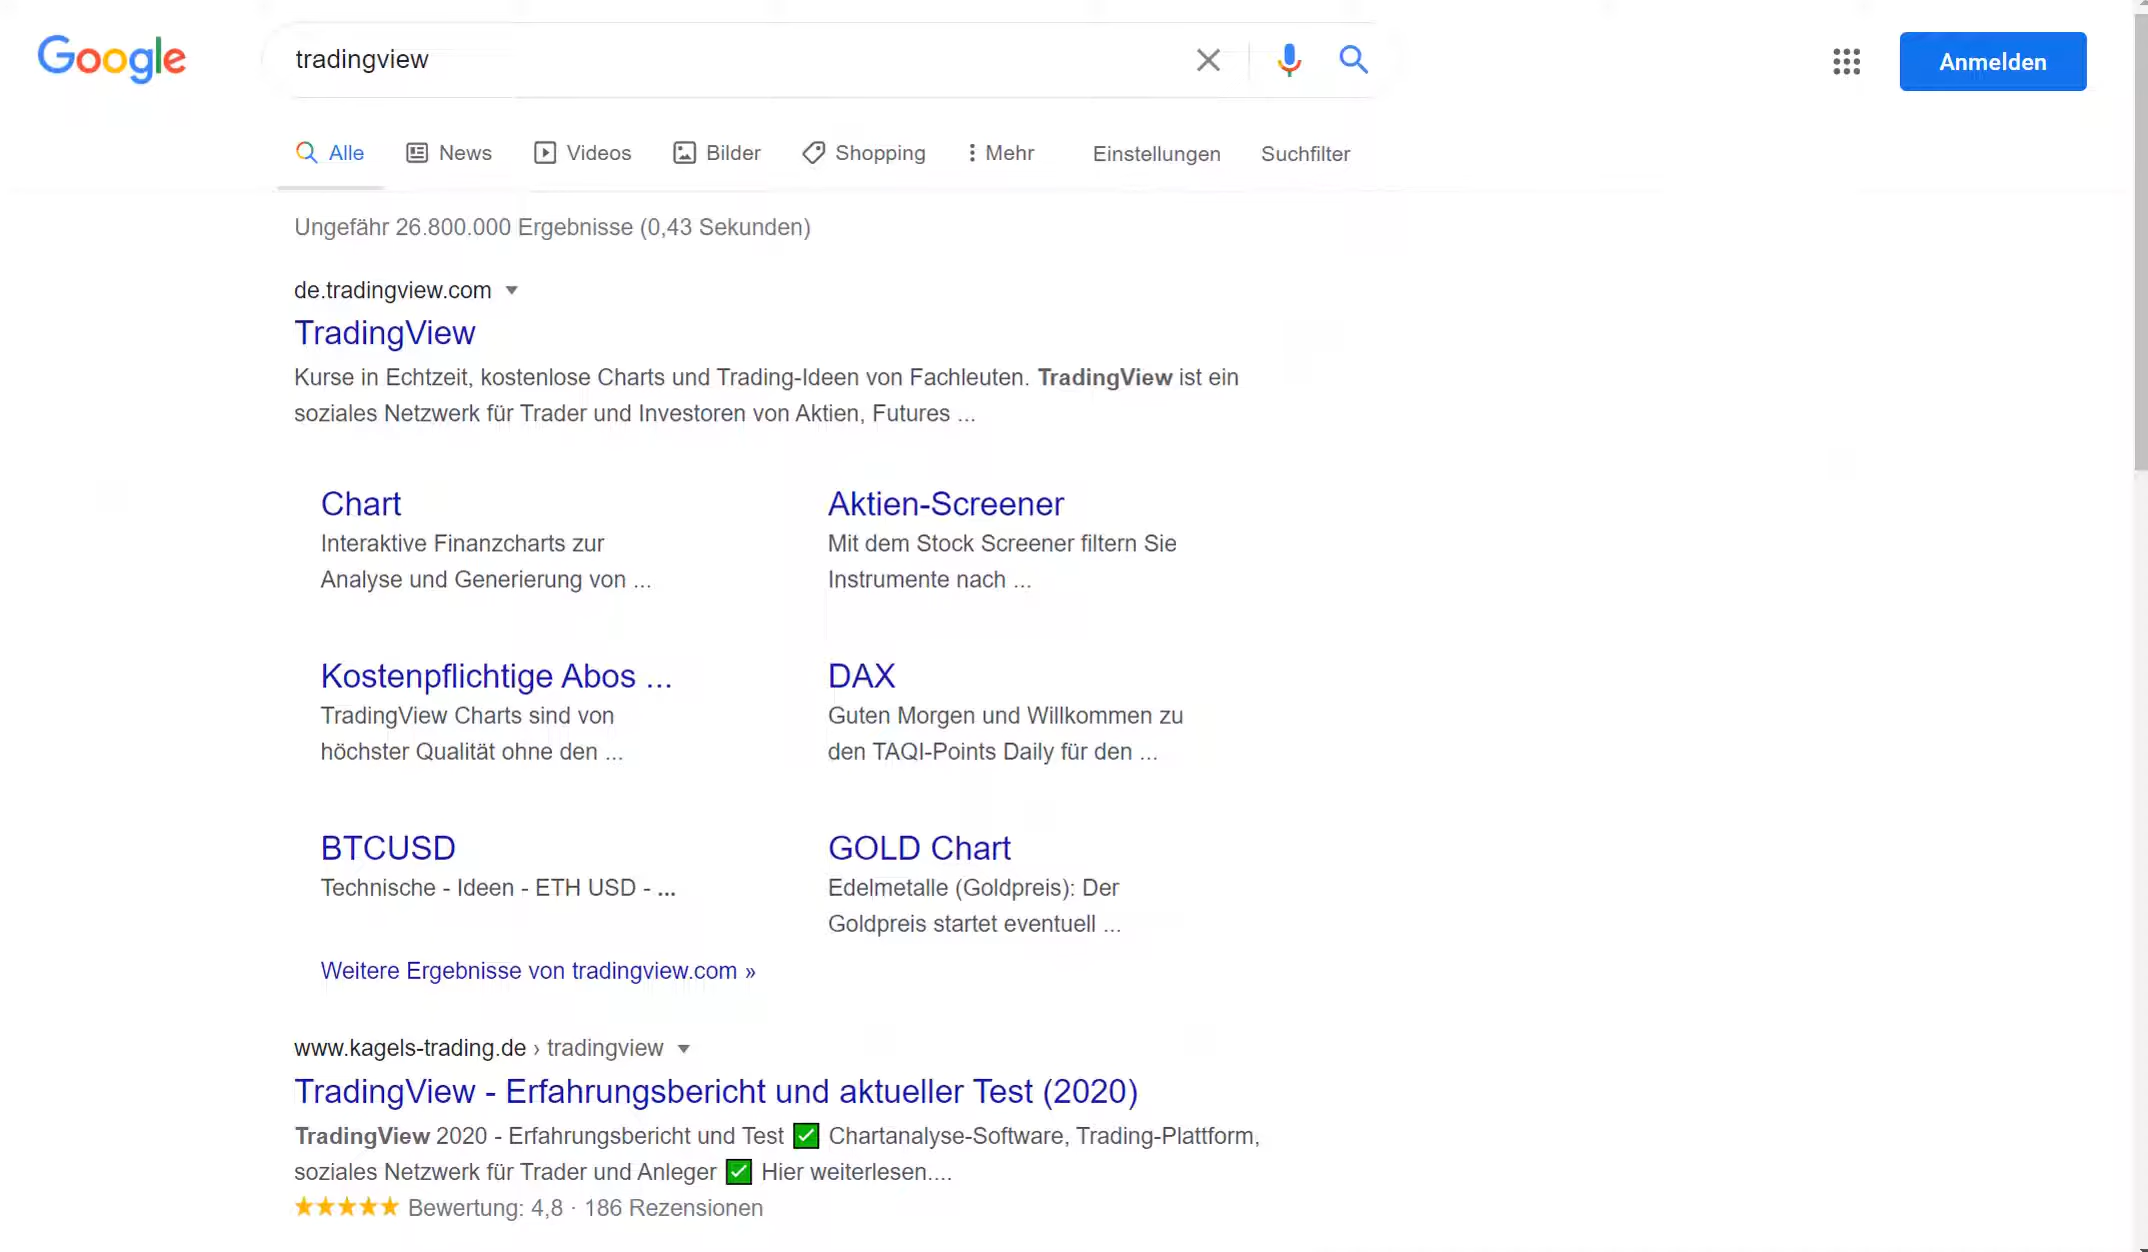 Google
tradingview
Anmelden
Alle News Videos Bilder Shopping Mehr Einstellungen Suchfilter
Ungefähr 26.800.000 Ergebnisse (0,43 Sekunden)
de.tradingview.com
TradingView
Kurse in Echtzeit, kostenlose Charts und Trading-Ideen von Fachleuten. TradingView ist ein
soziales Netzwerk für Trader und Investoren von Aktien, Futures ...
Chart
Interaktive Finanzcharts zur
Analyse und Generierung von ...
Aktien-Screener
Mit dem Stock Screener filtern Sie
Instrumente nach ...
Kostenpflichtige Abos ...
TradingView Charts sind von
höchster Qualität ohne den ...
DAX
Guten Morgen und Willkommen zu
den TAQI-Points Daily für den ...
BTCUSD
Technische - Ideen - ETH USD - ...
GOLD Chart
Edelmetalle (Goldpreis): Der
Goldpreis startet eventuell ...
Weitere Ergebnisse von tradingview.com »
www.kagels-trading.de › tradingview
TradingView - Erfahrungsbericht und aktueller Test (2020)
TradingView 2020 - Erfahrungsbericht und Test ✅ Chartanalyse-Software, Trading-Plattform,
soziales Netzwerk für Trader und Anleger ✅ Hier weiterlesen....
★★★★★ Bewertung: 4,8 · 186 Rezensionen